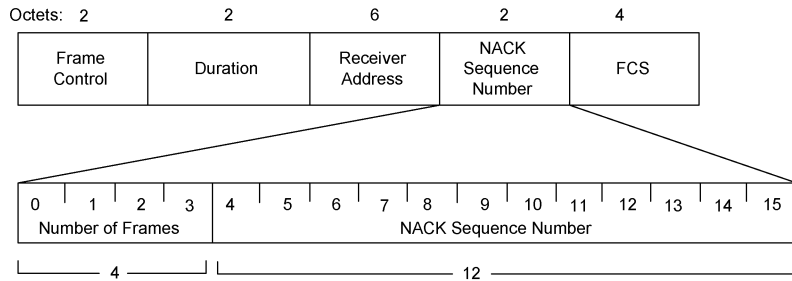 Octets: 2 2 6 2 4
Frame Control Duration Receiver Address NACK Sequence Number FCS
0 1 2 3 4 5 6 7 8 9 10 11 12 13 14 15
Number of Frames NACK Sequence Number
4 12